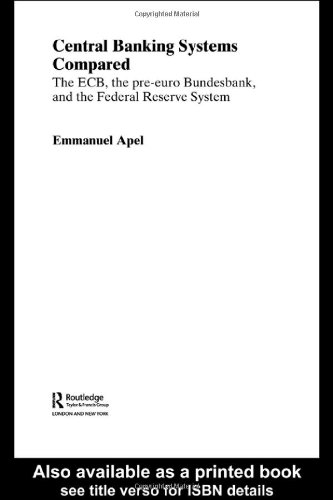 Copyrighted Material
Central Banking Systems
Compared
The ECB, the pre-euro Bundesbank,
and the Federal Reserve System
Emmanuel Apel
Routledge
Taylor & Francis Group
LONDON AND NEW YORK
Copyrighted Material
Also available as a printed book
see title verso for ISBN details